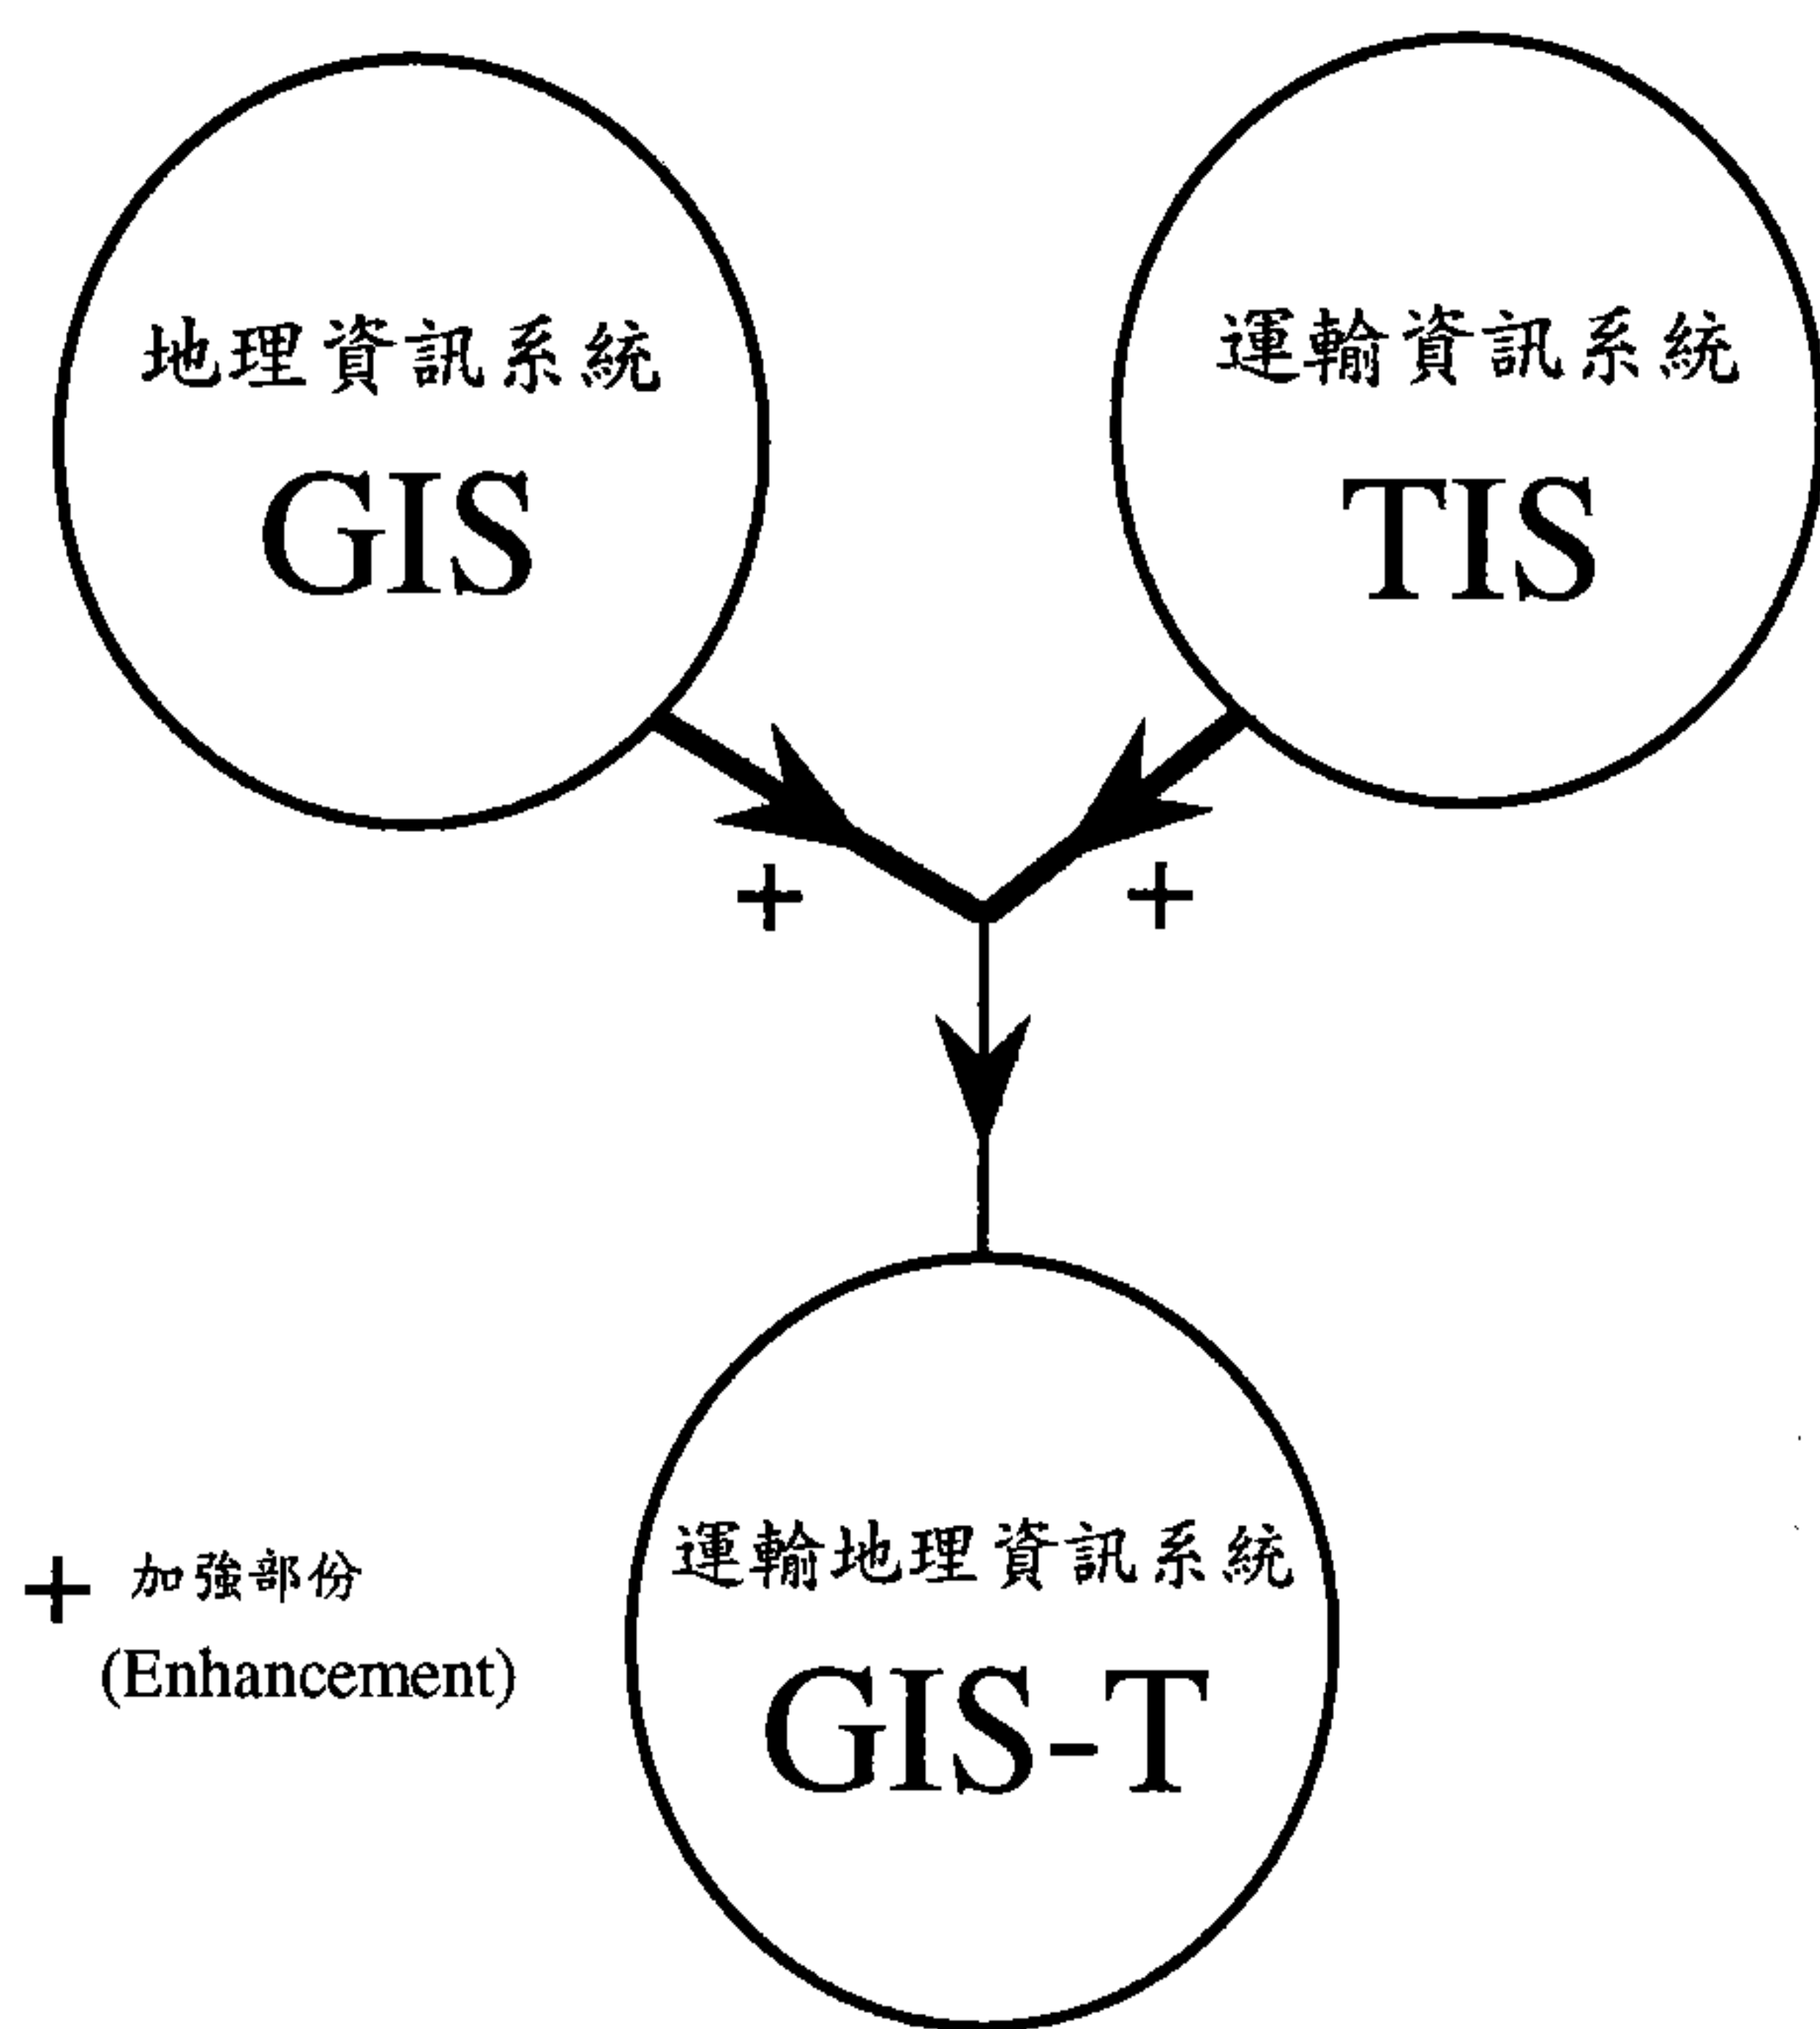 地理資訊系統
GIS
運輸資訊系統
TIS
+
+
運輸地理資訊系統
GIS-T
+ 加強部份
(Enhancement)